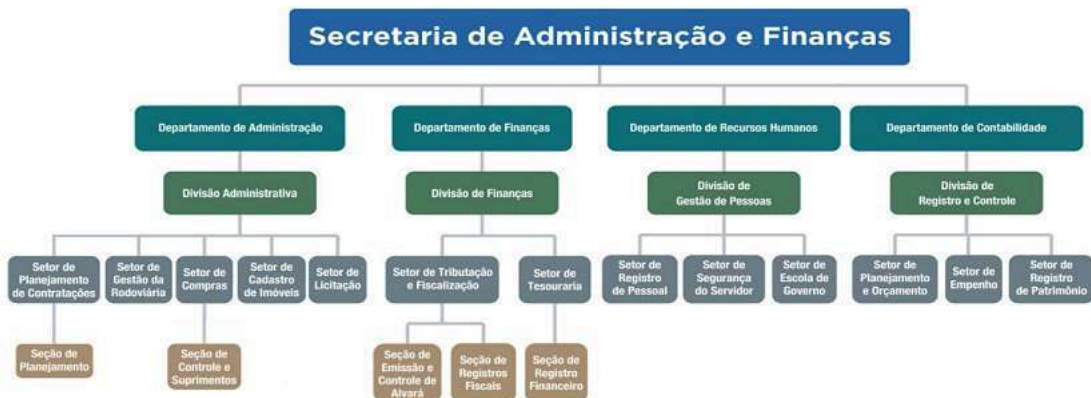 Secretaria de Administração e Finanças
Departamento de Administração
Departamento de Finanças
Departamento de Recursos Humanos
Departamento de Contabilidade
Divisão Administrativa
Divisão de Finanças
Divisão de
Gestão de Pessoas
Divisão de
Registro e Controle
Setor de
Planejamento
de Contratações
Setor de
Gestão da
Rodoviária
Setor de
Compras
Setor de
Cadastro
de Imóveis
Setor de
Licitação
Setor de Tributação
e Fiscalização
Setor de
Tesouraria
Setor de
Registro
de Pessoal
Setor de
Segurança
do Servidor
Setor de
Escola de
Governo
Setor de
Planejamento
e Orçamento
Setor de
Empenho
Setor de
Registro
de Patrimônio
Seção de
Planejamento
Seção de
Controle e
Suprimentos
Seção de
Emissão e
Controle de
Alvará
Seção de
Registros
Fiscais
Seção de
Registro
Financeiro